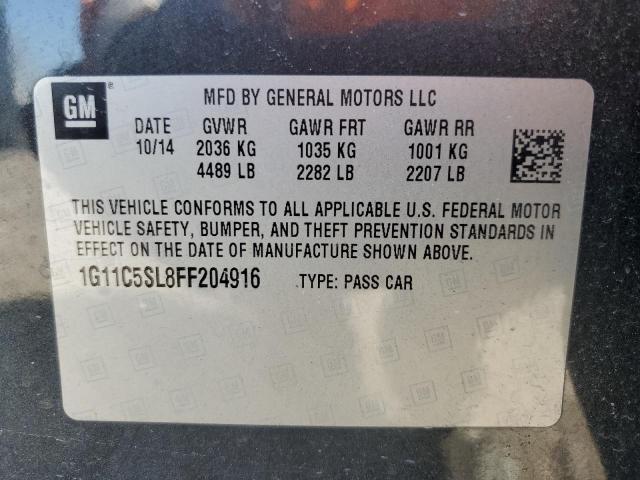 GM
®
MFD BY GENERAL MOTORS LLC
DATE GVWR GAWR FRT GAWR RR
10/14 2036 KG 1035 KG 1001 KG
4489 LB 2282 LB 2207 LB
THIS VEHICLE CONFORMS TO ALL APPLICABLE U.S. FEDERAL MOTOR
VEHICLE SAFETY, BUMPER, AND THEFT PREVENTION STANDARDS IN
EFFECT ON THE DATE OF MANUFACTURE SHOWN ABOVE.
1G11C5SL8FF204916 TYPE: PASS CAR